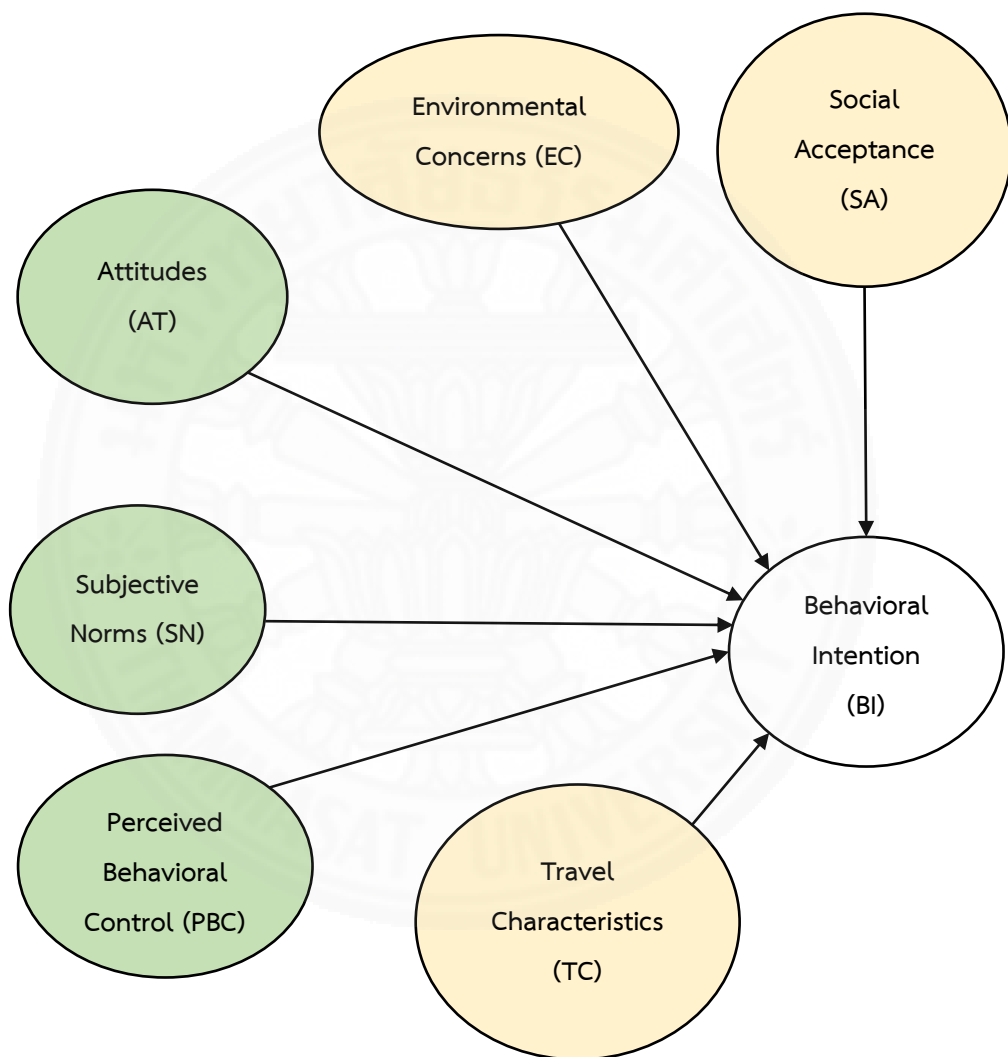 Environmental
Concerns (EC)
Social
Acceptance
(SA)
Attitudes
(AT)
Subjective
Norms (SN)
Behavioral
Intention
(BI)
Perceived
Behavioral
Control (PBC)
Travel
Characteristics
(TC)